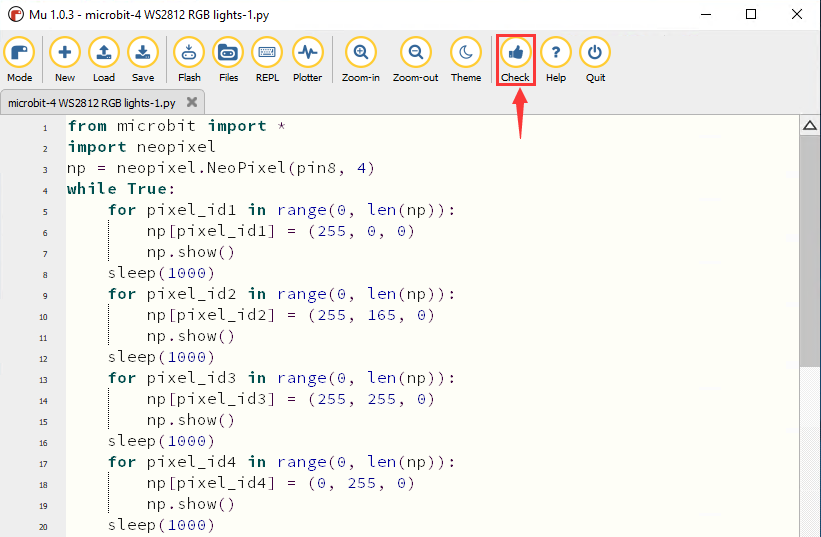 Mu 1.0.3 - microbit-4 WS2812 RGB lights-1.py
Mode New Load Save Flash Files REPL Plotter Zoom-in Zoom-out Theme Check Help Quit
microbit-4 WS2812 RGB lights-1.py
1 from microbit import *
2 import neopixel
3 np = neopixel.NeoPixel(pin8, 4)
4 while True:
5 for pixel_id1 in range(0, len(np)):
6 np[pixel_id1] = (255, 0, 0)
7 np.show()
8 sleep(1000)
9 for pixel_id2 in range(0, len(np)):
10 np[pixel_id2] = (255, 165, 0)
11 np.show()
12 sleep(1000)
13 for pixel_id3 in range(0, len(np)):
14 np[pixel_id3] = (255, 255, 0)
15 np.show()
16 sleep(1000)
17 for pixel_id4 in range(0, len(np)):
18 np[pixel_id4] = (0, 255, 0)
19 np.show()
20 sleep(1000)